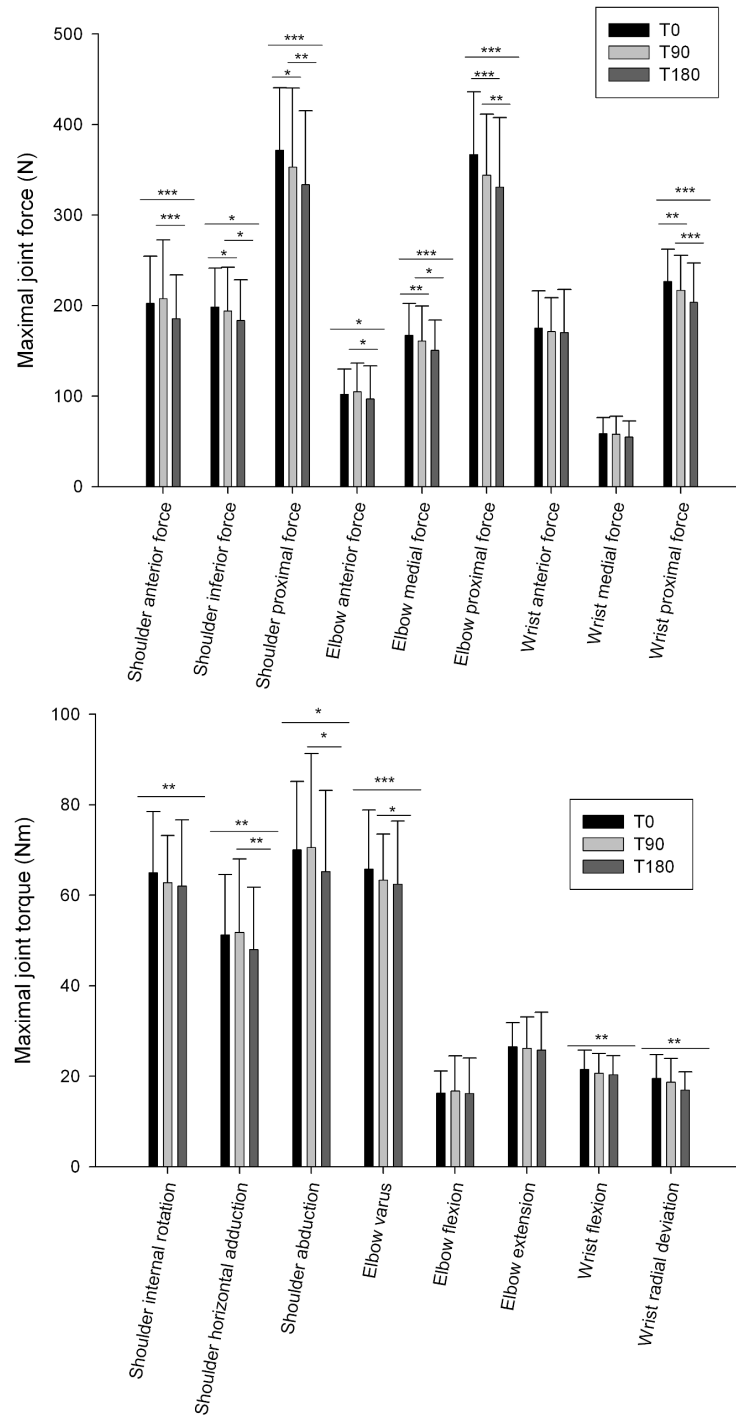 T0
T90
T180
Maximal joint force (N)
500
400
300
200
100
0
*** * *** * *** *** ***
*** * * * ** * * *** ** *** ** ** ***
Shoulder anterior force
Shoulder inferior force
Shoulder proximal force
Elbow anterior force
Elbow medial force
Elbow proximal force
Wrist anterior force
Wrist medial force
Wrist proximal force
T0
T90
T180
Maximal joint torque (Nm)
100
80
60
40
20
0
** ** * *** ** **
** * *
Shoulder internal rotation
Shoulder horizontal adduction
Shoulder abduction
Elbow varus
Elbow flexion
Elbow extension
Wrist flexion
Wrist radial deviation